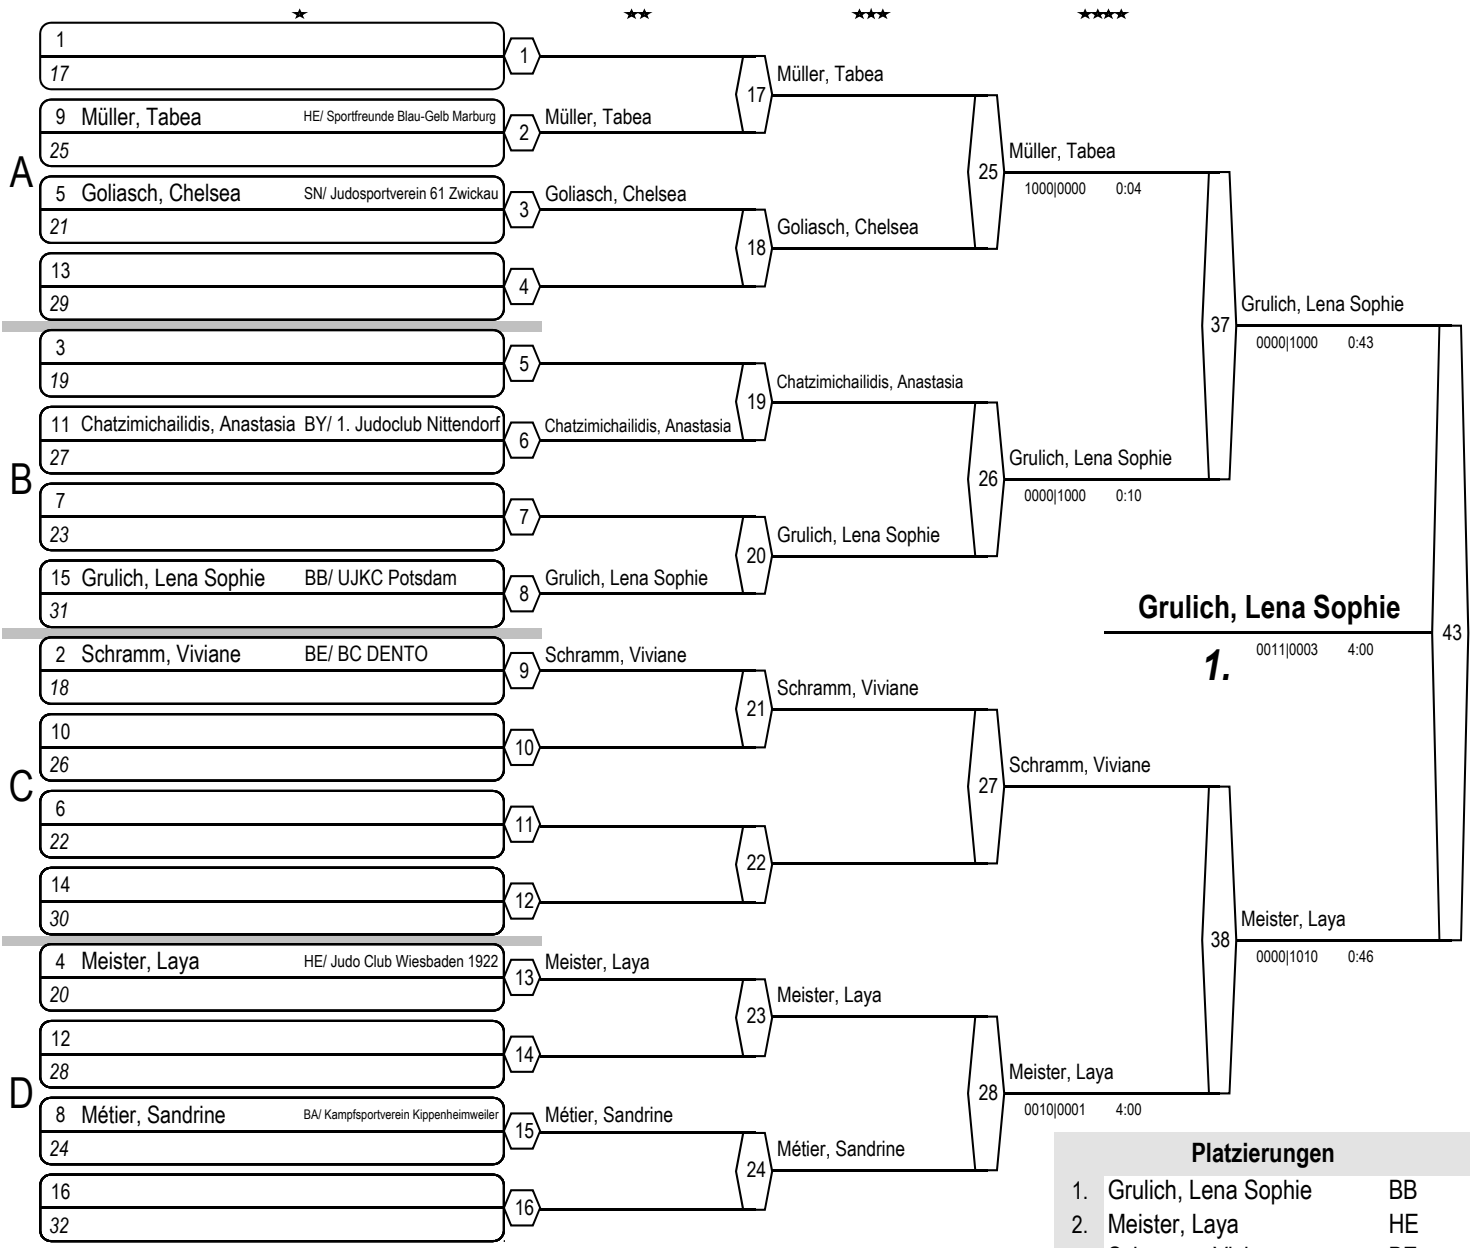 ★ ★★ ★★★ ★★★★
A
1
17
1
9 Müller, Tabea HE/ Sportfreunde Blau-Gelb Marburg
25
2 Müller, Tabea
17 Müller, Tabea
5 Goliasch, Chelsea SN/ Judosportverein 61 Zwickau
21
3 Goliasch, Chelsea
13
29
4
18 Goliasch, Chelsea
25 Müller, Tabea
1000|0000 0:04
B
3
19
5
11 Chatzimichailidis, Anastasia BY/ 1. Judoclub Nittendorf
27
6 Chatzimichailidis, Anastasia
19 Chatzimichailidis, Anastasia
7
23
7
15 Grulich, Lena Sophie BB/ UJKC Potsdam
31
8 Grulich, Lena Sophie
20 Grulich, Lena Sophie
26 Grulich, Lena Sophie
0000|1000 0:10
37 Grulich, Lena Sophie
0000|1000 0:43
C
2 Schramm, Viviane BE/ BC DENTO
18
9 Schramm, Viviane
10
26
10
21 Schramm, Viviane
6
22
11
14
30
12
22
27 Schramm, Viviane
D
4 Meister, Laya HE/ Judo Club Wiesbaden 1922
20
13 Meister, Laya
12
28
14
23 Meister, Laya
8 Métier, Sandrine BA/ Kampfsportverein Kippenheimweiler
24
15 Métier, Sandrine
16
32
16
24 Métier, Sandrine
28 Meister, Laya
0010|0001 4:00
38 Meister, Laya
0000|1010 0:46
Grulich, Lena Sophie 43
1. 0011|0003 4:00
Platzierungen
1. Grulich, Lena Sophie BB
2. Meister, Laya HE